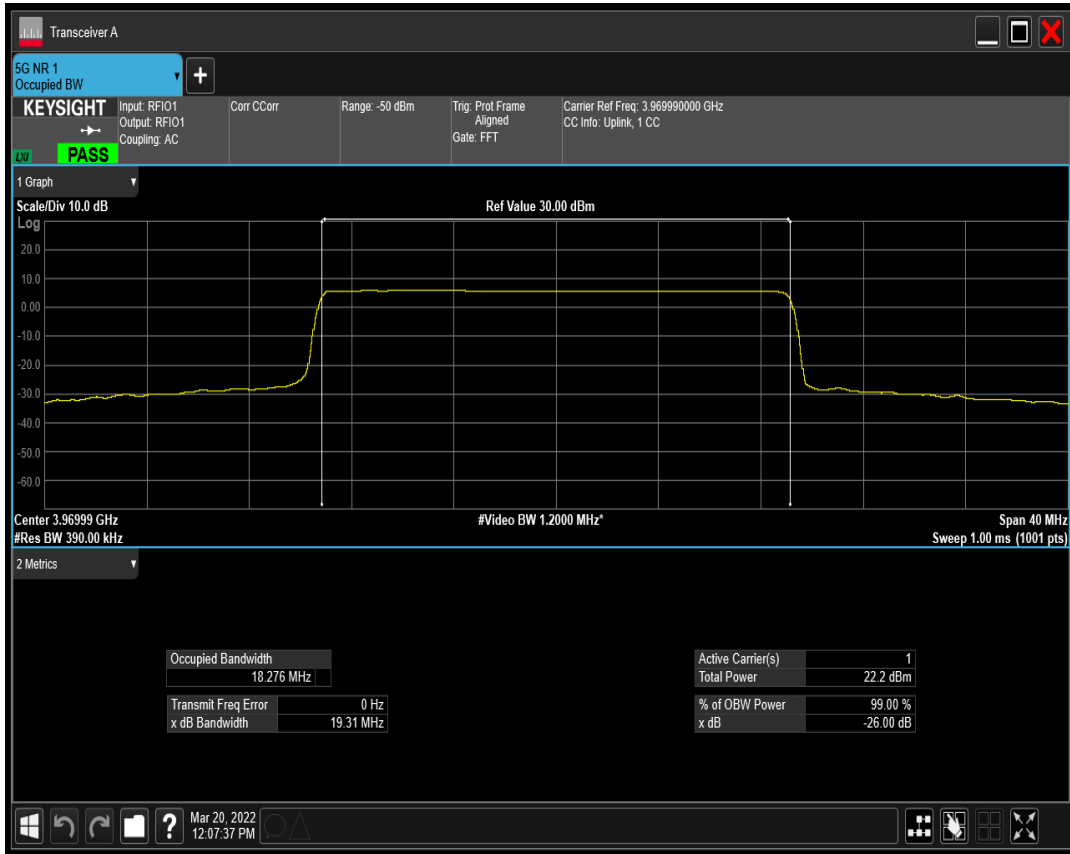 Transceiver A
5G NR 1
Occupied BW
+
KEYSIGHT
LXI
PASS
Input: RFIO1
Output: RFIO1
Coupling: AC
Corr CCorr
Range: -50 dBm
Trig: Prot Frame
Aligned
Gate: FFT
Carrier Ref Freq: 3.969990000 GHz
CC Info: Uplink, 1 CC
1 Graph
Scale/Div 10.0 dB
Ref Value 30.00 dBm
Log
20.0
10.0
0.00
-10.0
-20.0
-30.0
-40.0
-50.0
-60.0
Center 3.96999 GHz
#Video BW 1.2000 MHz*
Span 40 MHz
#Res BW 390.00 kHz
Sweep 1.00 ms (1001 pts)
2 Metrics
Occupied Bandwidth
18.276 MHz
Transmit Freq Error 0 Hz
x dB Bandwidth 19.31 MHz
Active Carrier(s) 1
Total Power 22.2 dBm
% of OBW Power 99.00 %
x dB -26.00 dB
?
Mar 20, 2022
12:07:37 PM